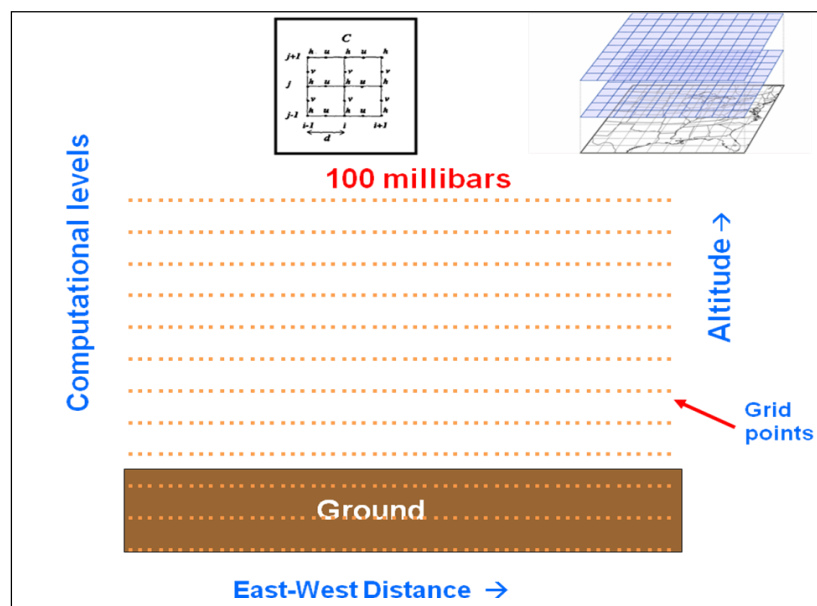 C
j+1 h u h u h
v v v
j h u h u h
v v v
j-1 h u h u h
i-1 i i+1
d
100 millibars
Computational levels
Altitude →
Grid
points
Ground
East-West Distance →